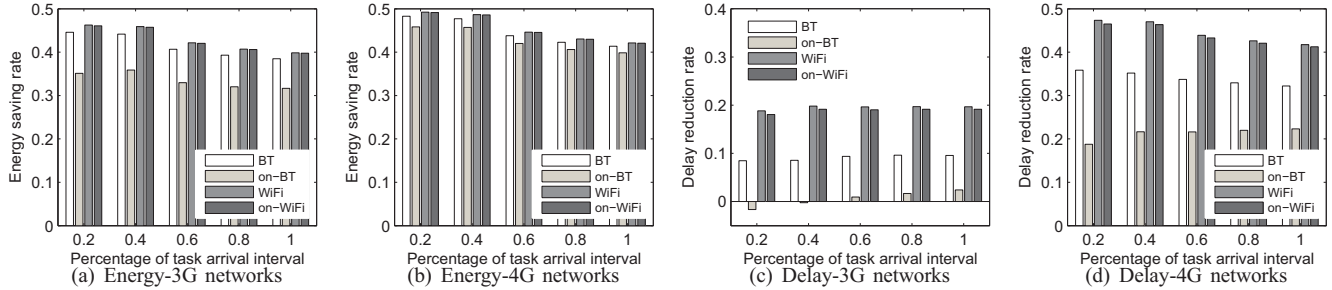 0.5
0.4
0.3
0.2
0.1
0
Energy saving rate
BT
on-BT
WiFi
on-WiFi
0.2 0.4 0.6 0.8 1
Percentage of task arrival interval
(a) Energy-3G networks
0.5
0.4
0.3
0.2
0.1
0
Energy saving rate
BT
on-BT
WiFi
on-WiFi
0.2 0.4 0.6 0.8 1
Percentage of task arrival interval
(b) Energy-4G networks
0.4
0.3
0.2
0.1
0
Delay reduction rate
BT
on-BT
WiFi
on-WiFi
0.2 0.4 0.6 0.8 1
Percentage of task arrival interval
(c) Delay-3G networks
0.5
0.4
0.3
0.2
0.1
0
Delay reduction rate
BT
on-BT
WiFi
on-WiFi
0.2 0.4 0.6 0.8 1
Percentage of task arrival interval
(d) Delay-4G networks